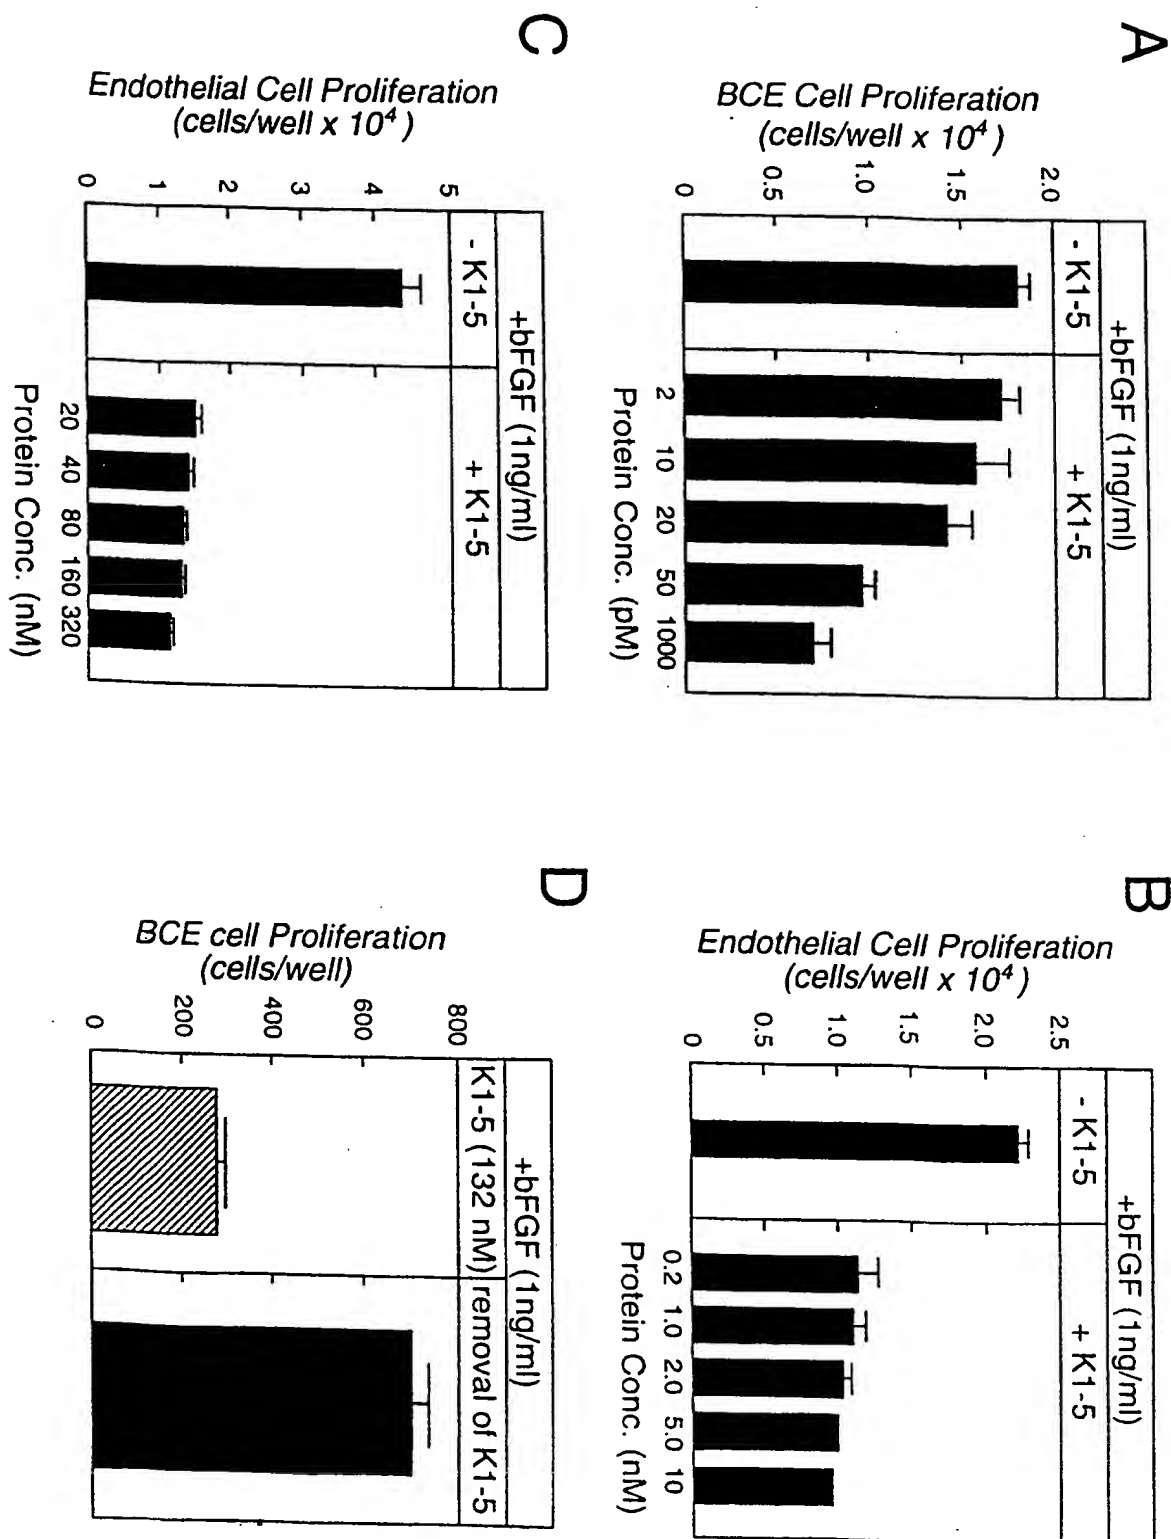 A
BCE Cell Proliferation
(cells/well x 10⁴)
2.0
1.5
1.0
0.5
0
+bFGF (1ng/ml)
- K1-5
+ K1-5
2 10 20 50 1000
Protein Conc. (pM)
B
Endothelial Cell Proliferation
(cells/well x 10⁴)
2.5
2.0
1.5
1.0
0.5
0
+bFGF (1ng/ml)
- K1-5
+ K1-5
0.2 1.0 2.0 5.0 10
Protein Conc. (nM)
C
Endothelial Cell Proliferation
(cells/well x 10⁴)
5
4
3
2
1
0
+bFGF (1ng/ml)
- K1-5
+ K1-5
20 40 80 160 320
Protein Conc. (nM)
D
BCE cell Proliferation
(cells/well)
800
600
400
200
0
+bFGF (1ng/ml)
K1-5 (132 nM)
removal of K1-5